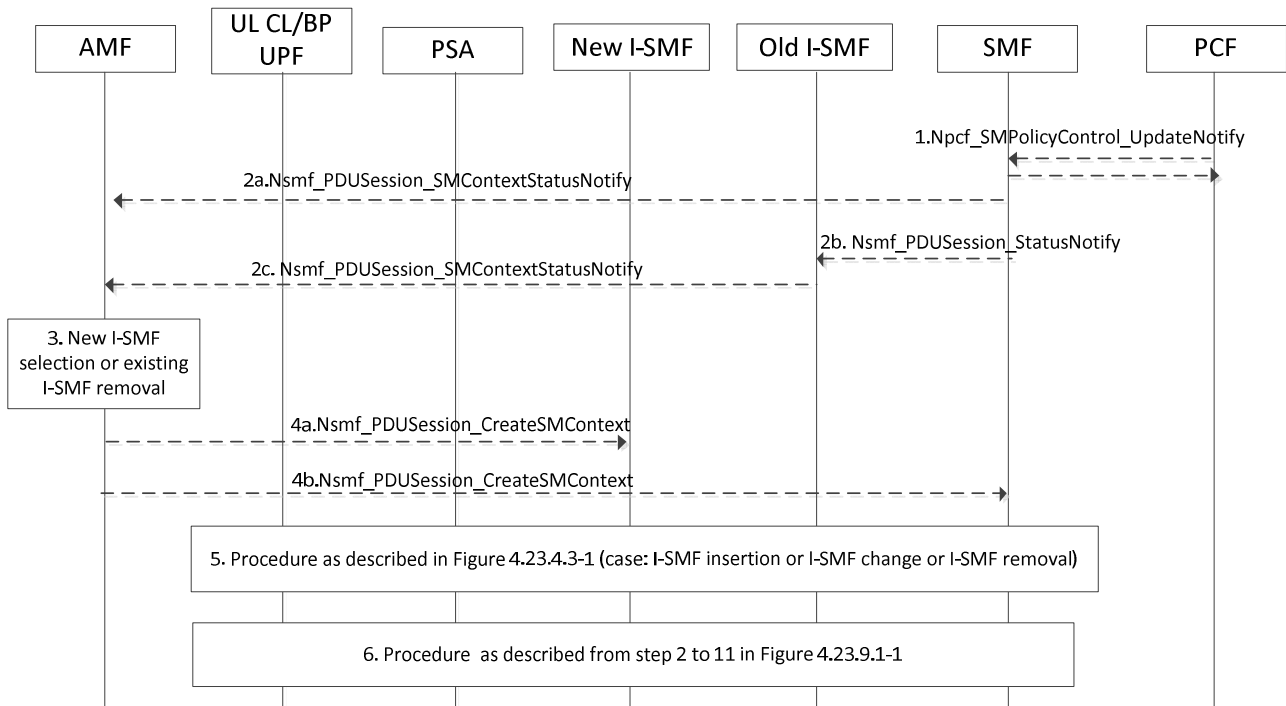 AMF
UL CL/BP
UPF
PSA
New I-SMF
Old I-SMF
SMF
PCF
1.Npcf_SMPolicyControl_UpdateNotify
2a.Nsmf_PDUSession_SMContextStatusNotify
2b. Nsmf_PDUSession_StatusNotify
2c. Nsmf_PDUSession_SMContextStatusNotify
3. New I-SMF
selection or existing
I-SMF removal
4a.Nsmf_PDUSession_CreateSMContext
4b.Nsmf_PDUSession_CreateSMContext
5. Procedure as described in Figure 4.23.4.3-1 (case: I-SMF insertion or I-SMF change or I-SMF removal)
6. Procedure as described from step 2 to 11 in Figure 4.23.9.1-1